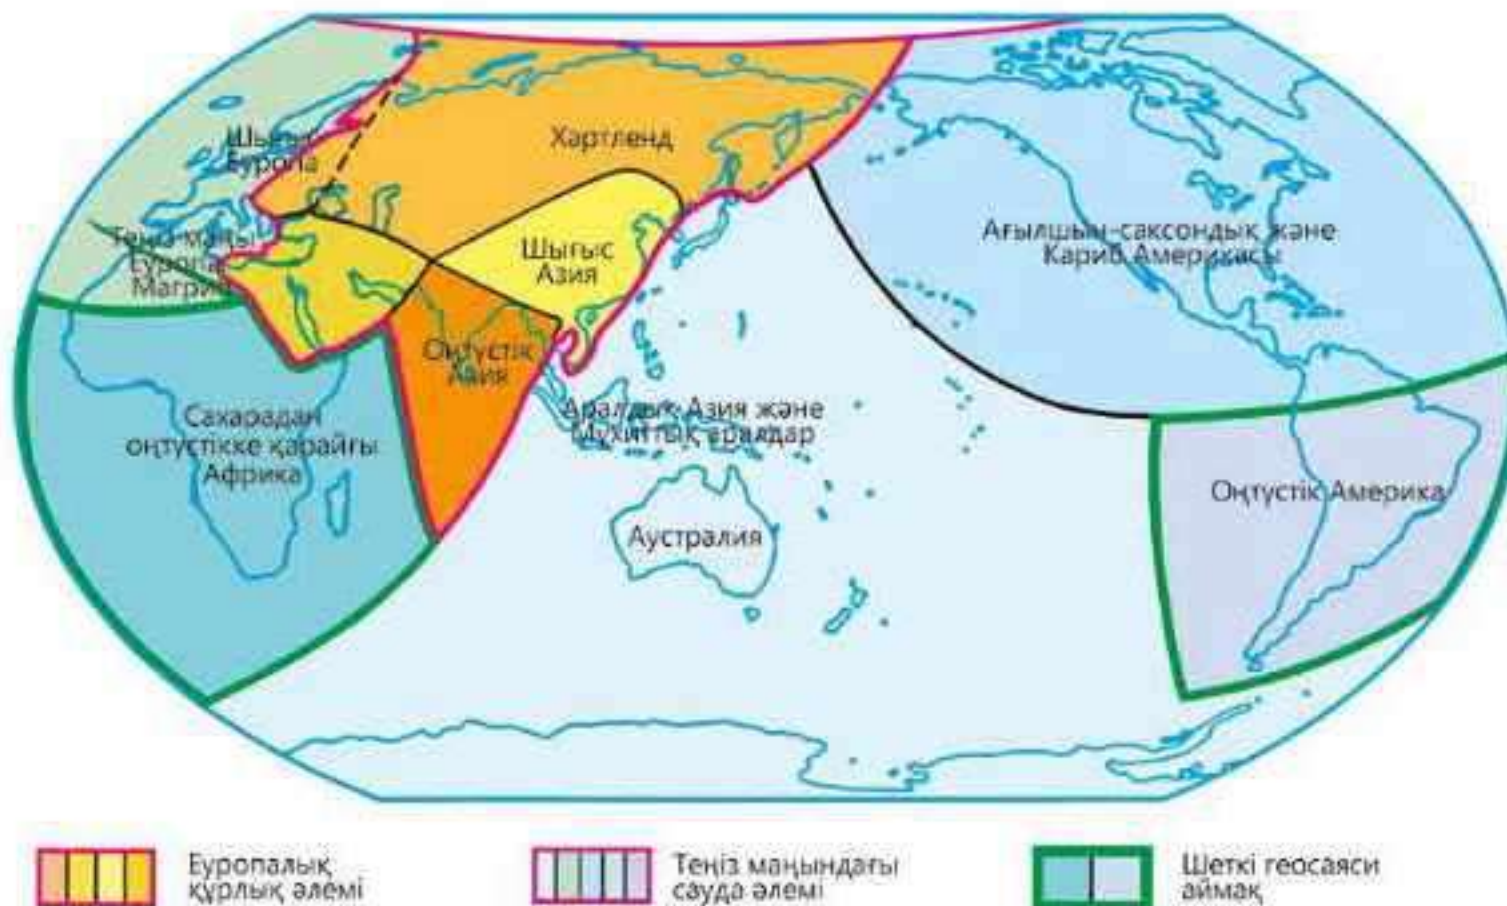 Шығыс
Еуропа
Хартленд
Теңіз маңы
Еуропа,
Магриб
Шығыс
Азия
Ағылшын-саксондық және
Кариб Америкасы
Оңтүстік
Азия
Сахарадан
оңтүстікке қарайғы
Африка
Аралдық Азия және
Мұхиттық аралдар
Оңтүстік Америка
Аустралия
Еуропалық
құрлық әлемі
Теңіз маңындағы
сауда әлемі
Шеткі геосаяси
аймақ